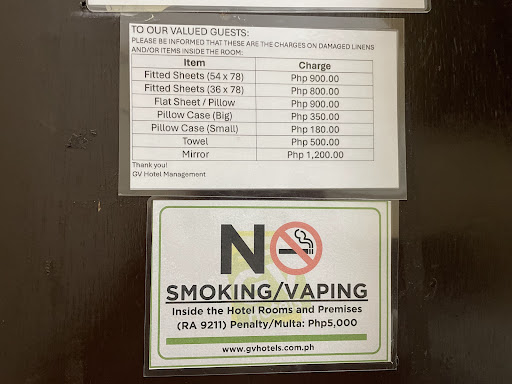 TO OUR VALUED GUESTS:
PLEASE BE INFORMED THAT THESE ARE THE CHARGES ON DAMAGED LINENS
AND/OR ITEMS INSIDE THE ROOM:
Item Charge
Fitted Sheets (54 x 78) Php 900.00
Fitted Sheets (36 x 78) Php 800.00
Flat Sheet / Pillow Php 900.00
Pillow Case (Big) Php 350.00
Pillow Case (Small) Php 180.00
Towel Php 500.00
Mirror Php 1,200.00
Thank you!
GV Hotel Management
NO
SMOKING/VAPING
Inside the Hotel Rooms and Premises
(RA 9211) Penalty/Multa: Php5,000
www.gvhotels.com.ph